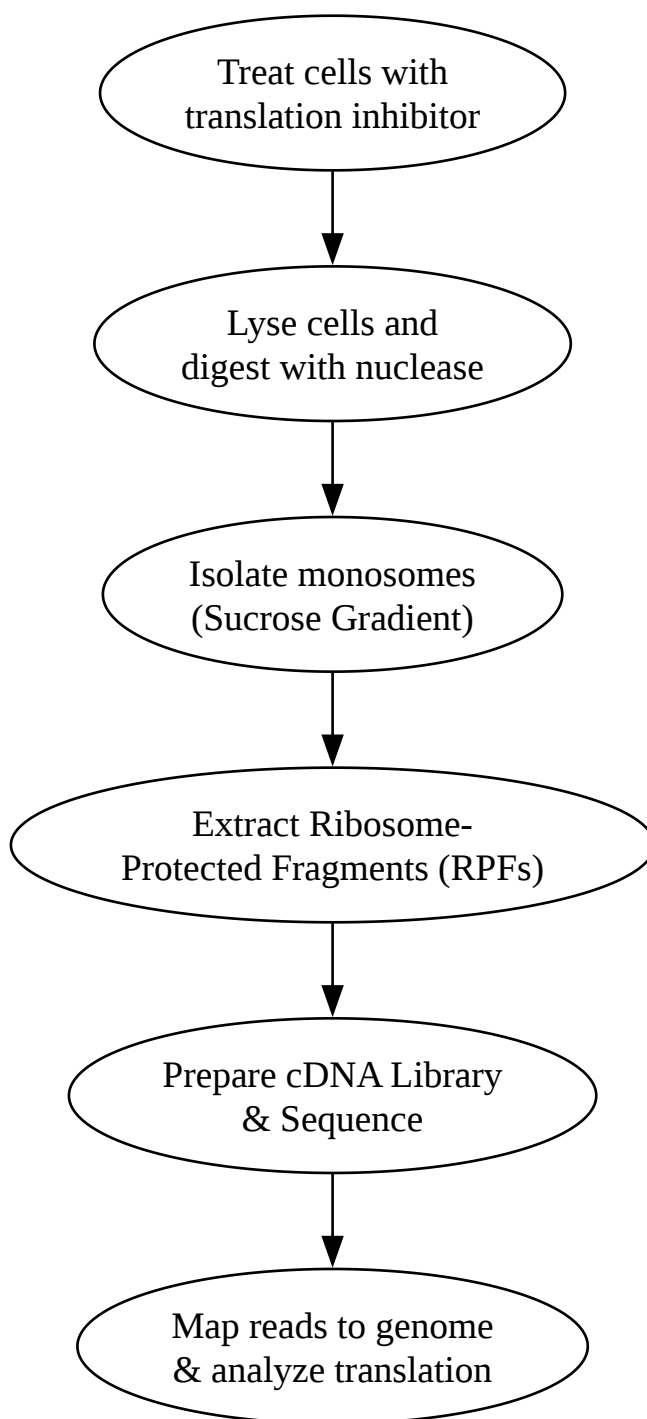 Treat cells with
translation inhibitor
Lyse cells and
digest with nuclease
Isolate monosomes
(Sucrose Gradient)
Extract Ribosome-
Protected Fragments (RPFs)
Prepare cDNA Library
& Sequence
Map reads to genome
& analyze translation